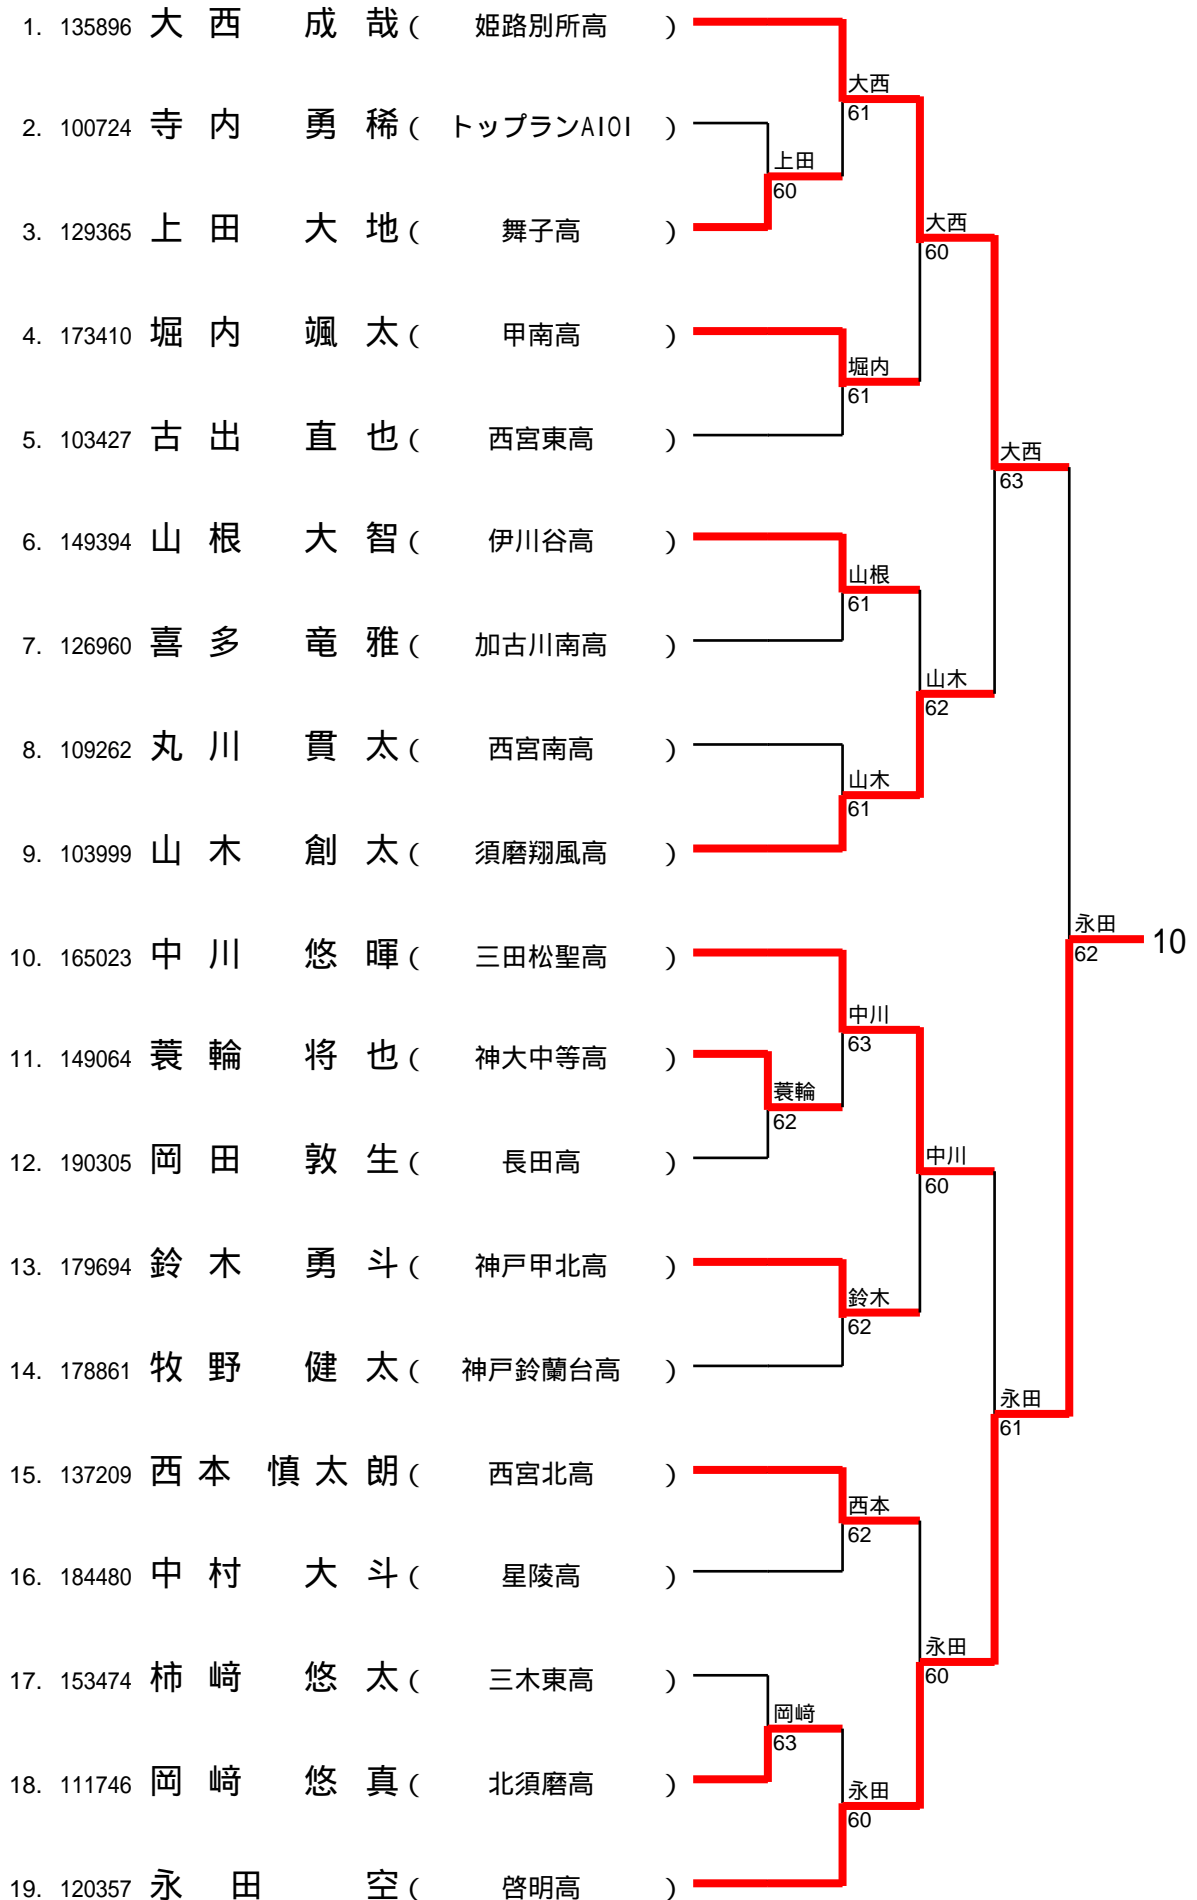 1. 135896 大西 成哉 ( 姫路別所高 )
大西
61
2. 100724 寺内 勇稀 ( トップランAIOI )
上田
60
3. 129365 上田 大地 ( 舞子高 )
大西
60
4. 173410 堀内 颯太 ( 甲南高 )
堀内
61
5. 103427 古出 直也 ( 西宮東高 )
大西
63
6. 149394 山根 大智 ( 伊川谷高 )
山根
61
7. 126960 喜多 竜雅 ( 加古川南高 )
山木
62
8. 109262 丸川 貫太 ( 西宮南高 )
山木
61
9. 103999 山木 創太 ( 須磨翔風高 )
永田
62
10
10. 165023 中川 悠暉 ( 三田松聖高 )
中川
63
11. 149064 蓑輪 将也 ( 神大中等高 )
蓑輪
62
12. 190305 岡田 敦生 ( 長田高 )
中川
60
13. 179694 鈴木 勇斗 ( 神戸甲北高 )
鈴木
62
14. 178861 牧野 健太 ( 神戸鈴蘭台高 )
永田
61
15. 137209 西本 慎太朗 ( 西宮北高 )
西本
62
16. 184480 中村 大斗 ( 星陵高 )
永田
60
17. 153474 柿﨑 悠太 ( 三木東高 )
岡﨑
63
18. 111746 岡﨑 悠真 ( 北須磨高 )
永田
60
19. 120357 永田 空 ( 啓明高 )